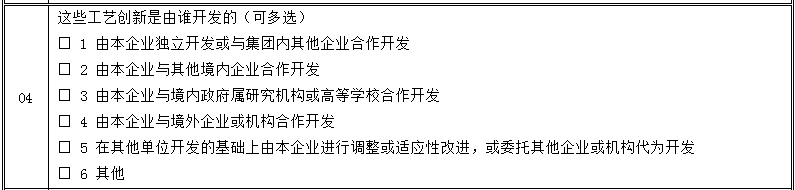 这些工艺创新是由谁开发的（可多选）
□ 1 由本企业独立开发或与集团内其他企业合作开发
□ 2 由本企业与其他境内企业合作开发
□ 3 由本企业与境内政府属研究机构或高等学校合作开发
04
□ 4 由本企业与境外企业或机构合作开发
□ 5 在其他单位开发的基础上由本企业进行调整或适应性改进，或委托其他企业或机构代为开发
□ 6 其他